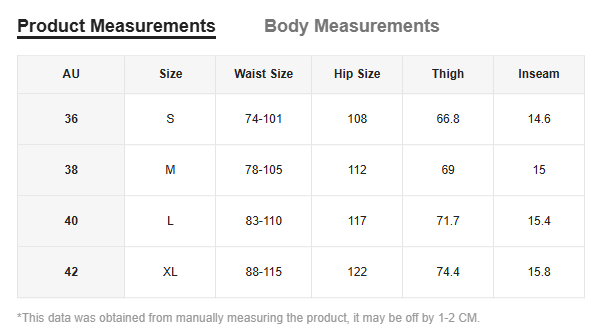 Product Measurements Body Measurements
AU Size Waist Size Hip Size Thigh Inseam
36 S 74-101 108 66.8 14.6
38 M 78-105 112 69 15
40 L 83-110 117 71.7 15.4
42 XL 88-115 122 74.4 15.8
*This data was obtained from manually measuring the product, it may be off by 1-2 CM.